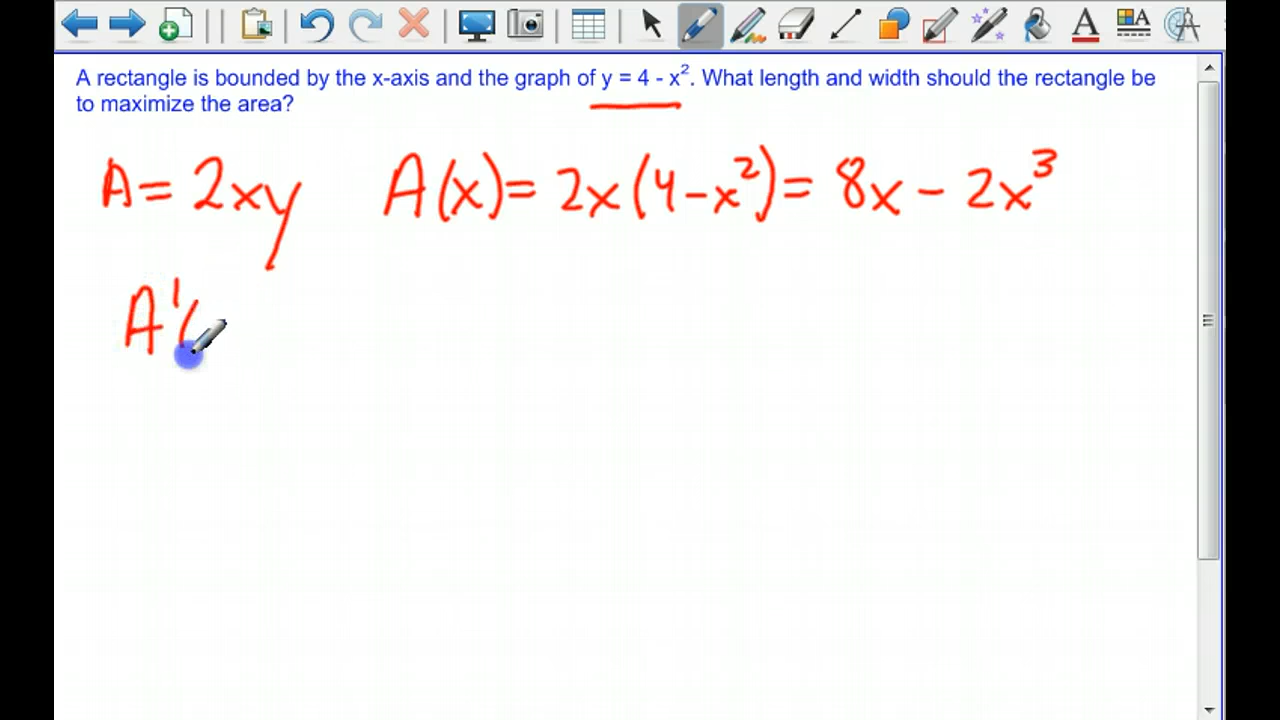 A rectangle is bounded by the x-axis and the graph of y = 4 - x². What length and width should the rectangle be
to maximize the area?
A = 2xy A(x) = 2x(4-x²) = 8x - 2x³
A'(